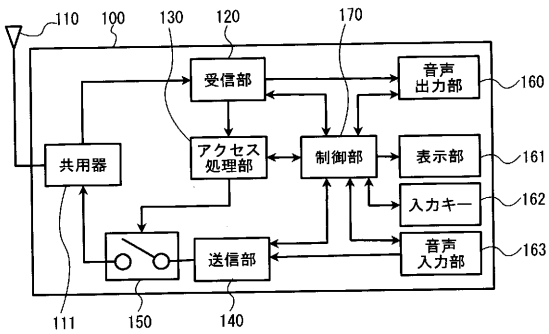 110
100
120
130
170
受信部
音声
出力部
160
共用器
アクセス
処理部
制御部
表示部
161
入力キー
162
送信部
音声
入力部
163
111
150
140